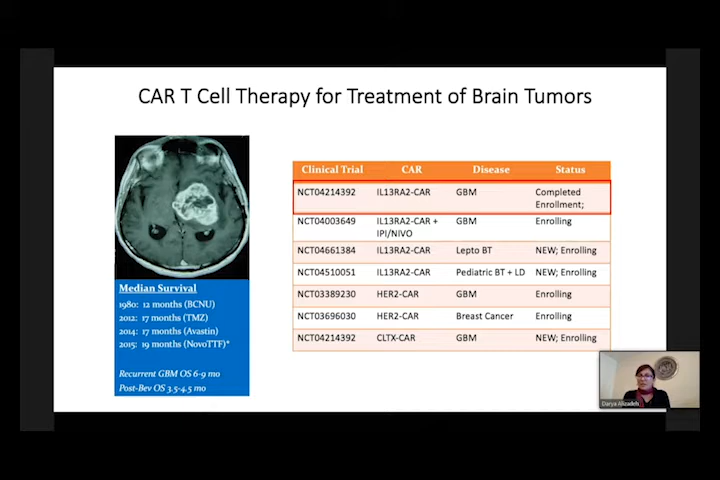 CAR T Cell Therapy for Treatment of Brain Tumors
Median Survival
1980: 12 months (BCNU)
2012: 17 months (TMZ)
2014: 17 months (Avastin)
2015: 19 months (NovoTTF)*
Recurrent GBM OS 6-9 mo
Post-Bev OS 3.5-4.5 mo
Clinical Trial CAR Disease Status
NCT04214392 IL13RA2-CAR GBM Completed
Enrollment;
NCT04003649 IL13RA2-CAR + GBM Enrolling
IPI/NIVO
NCT04661384 IL13RA2-CAR Lepto BT NEW; Enrolling
NCT04510051 IL13RA2-CAR Pediatric BT + LD NEW; Enrolling
NCT03389230 HER2-CAR GBM Enrolling
NCT03696030 HER2-CAR Breast Cancer Enrolling
NCT04214392 CLTX-CAR GBM NEW; Enrolling
Darya Alizadeh